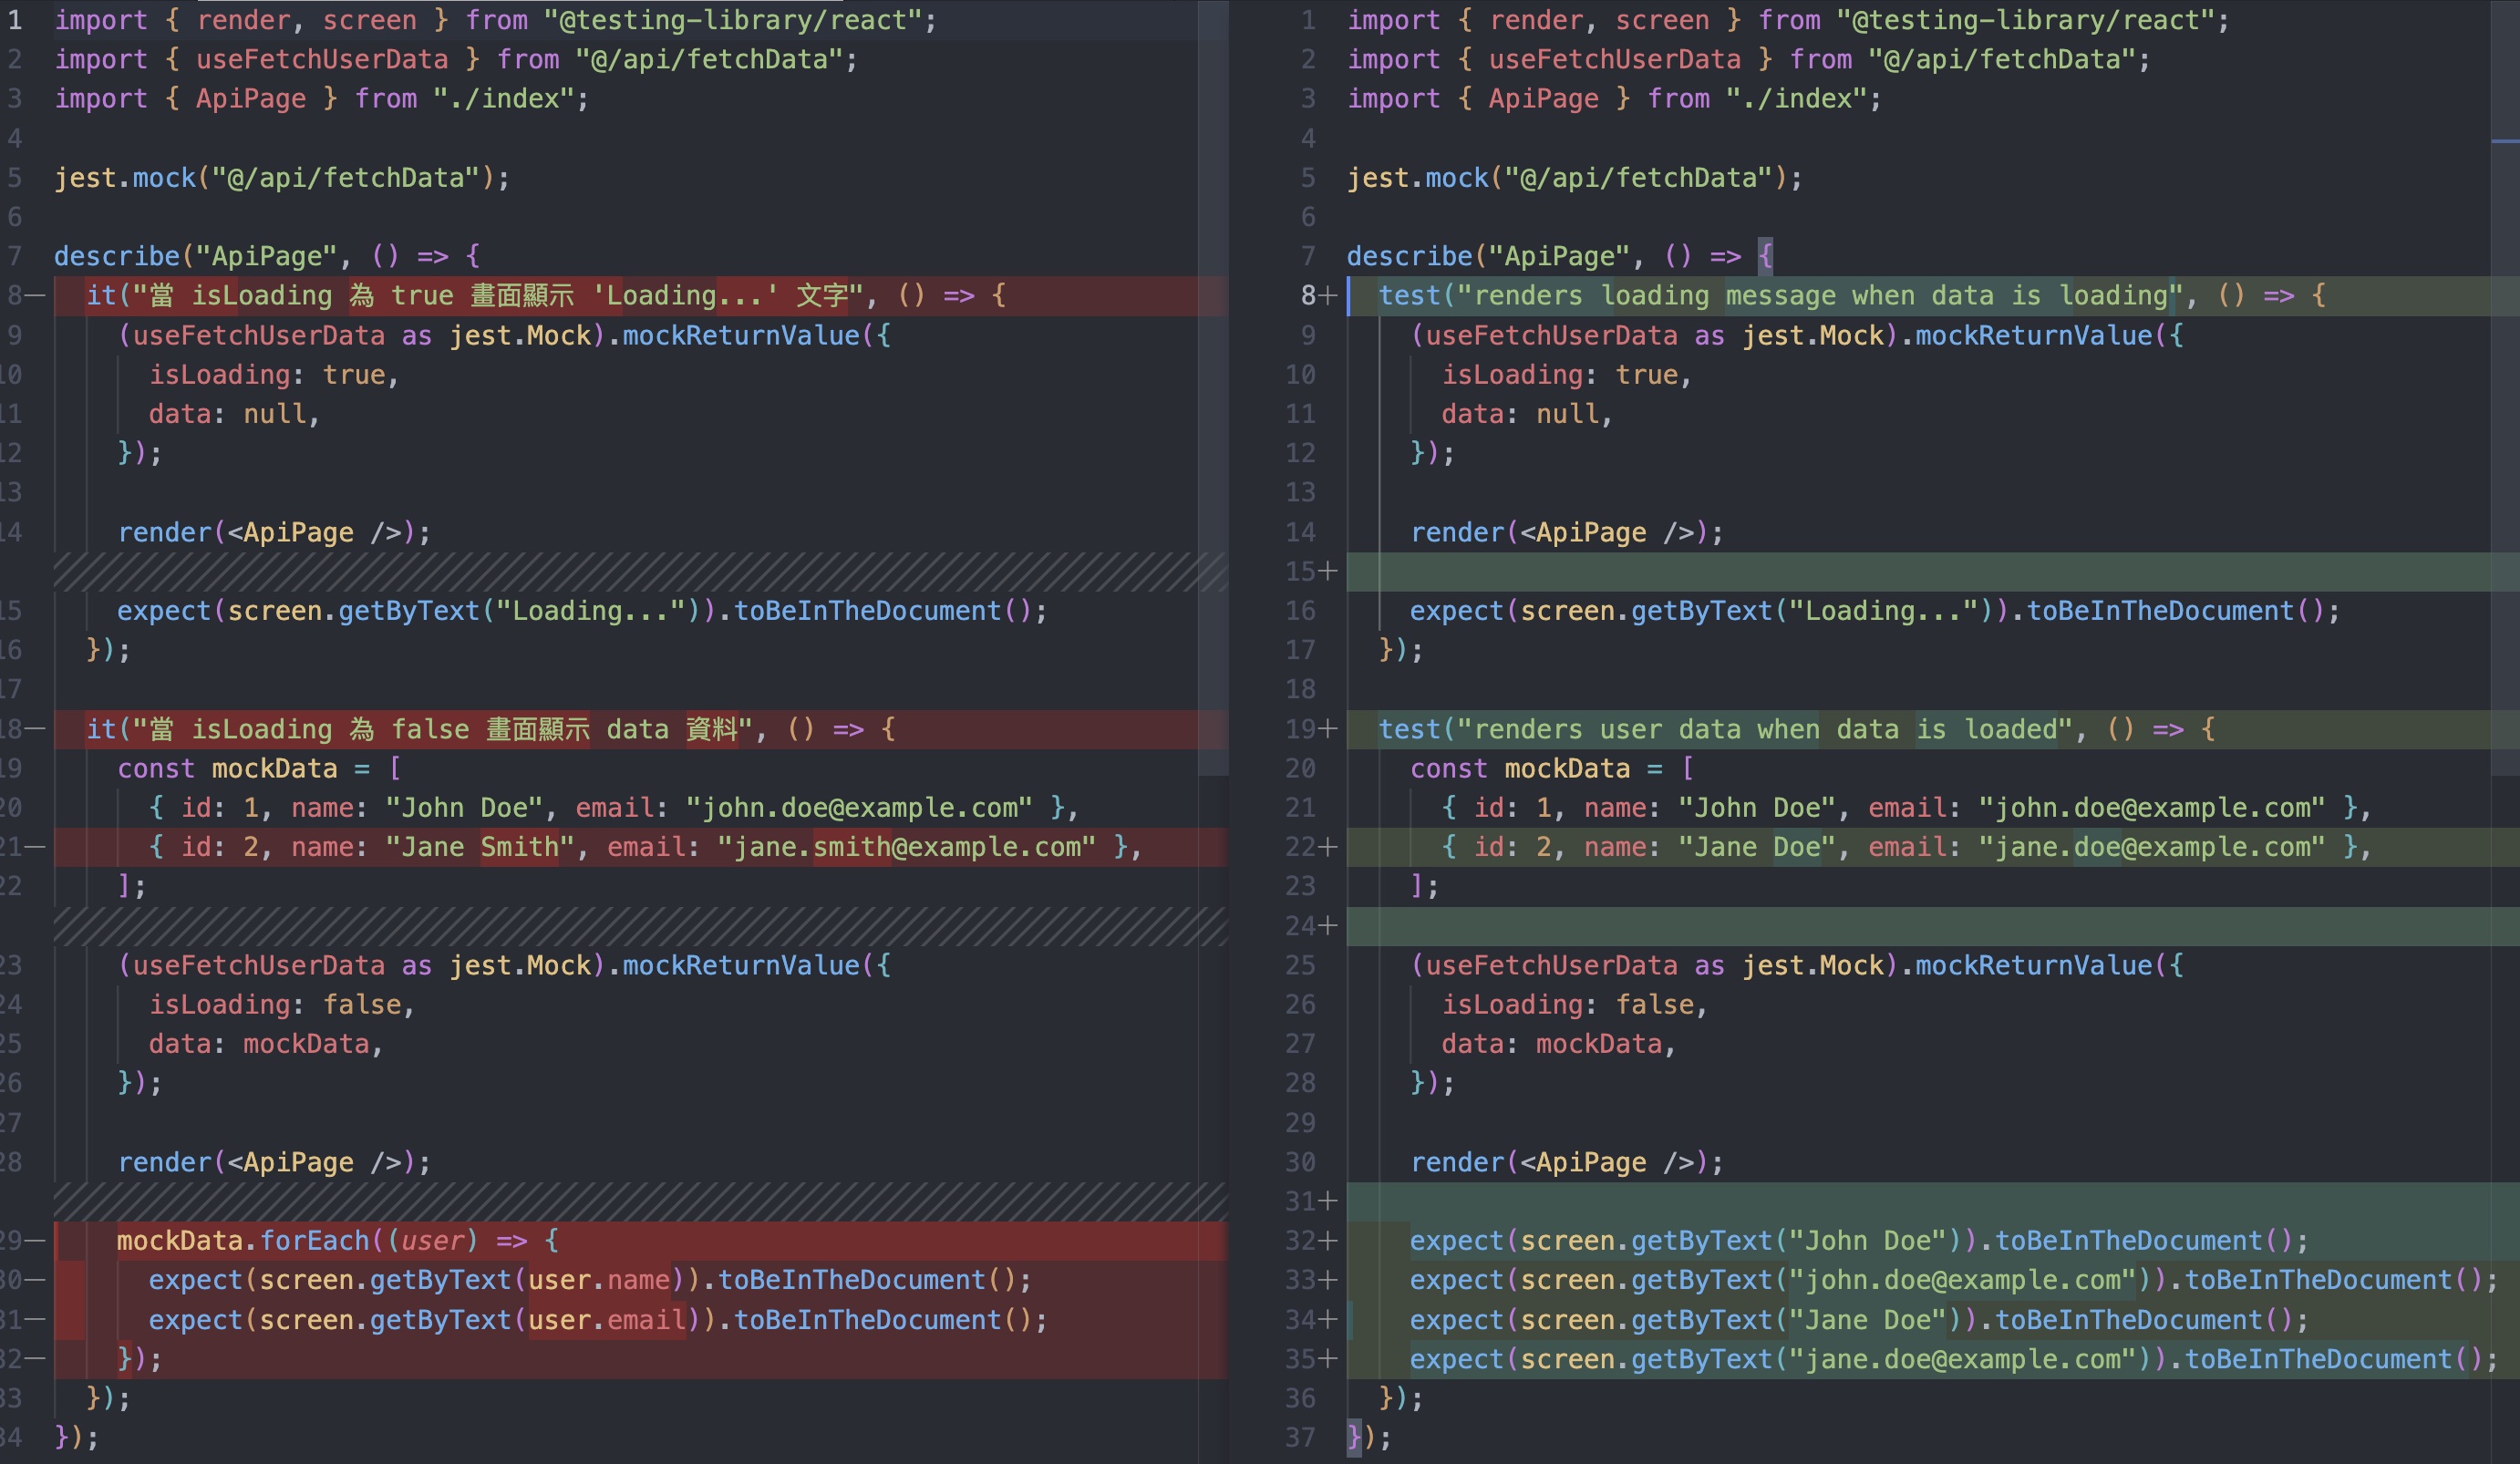 1 import { render, screen } from "@testing-library/react";
2 import { useFetchUserData } from "@/api/fetchData";
3 import { ApiPage } from "./index";
4
5 jest.mock("@/api/fetchData");
6
7 describe("ApiPage", () => {
8— it("當 isLoading 為 true 畫面顯示 'Loading...' 文字", () => {
9 (useFetchUserData as jest.Mock).mockReturnValue({
10 isLoading: true,
11 data: null,
12 });
13
14 render(<ApiPage />);
15 expect(screen.getByText("Loading...")).toBeInTheDocument();
16 });
17
18— it("當 isLoading 為 false 畫面顯示 data 資料", () => {
19 const mockData = [
20 { id: 1, name: "John Doe", email: "john.doe@example.com" },
21— { id: 2, name: "Jane Smith", email: "jane.smith@example.com" },
22 ];
23 (useFetchUserData as jest.Mock).mockReturnValue({
24 isLoading: false,
25 data: mockData,
26 });
27
28 render(<ApiPage />);
29— mockData.forEach((user) => {
30— expect(screen.getByText(user.name)).toBeInTheDocument();
31— expect(screen.getByText(user.email)).toBeInTheDocument();
32— });
33 });
34 });
1 import { render, screen } from "@testing-library/react";
2 import { useFetchUserData } from "@/api/fetchData";
3 import { ApiPage } from "./index";
4
5 jest.mock("@/api/fetchData");
6
7 describe("ApiPage", () => {
8+ test("renders loading message when data is loading", () => {
9 (useFetchUserData as jest.Mock).mockReturnValue({
10 isLoading: true,
11 data: null,
12 });
13
14 render(<ApiPage />);
15+
16 expect(screen.getByText("Loading...")).toBeInTheDocument();
17 });
18
19+ test("renders user data when data is loaded", () => {
20 const mockData = [
21 { id: 1, name: "John Doe", email: "john.doe@example.com" },
22+ { id: 2, name: "Jane Doe", email: "jane.doe@example.com" },
23 ];
24+
25 (useFetchUserData as jest.Mock).mockReturnValue({
26 isLoading: false,
27 data: mockData,
28 });
29
30 render(<ApiPage />);
31+
32+ expect(screen.getByText("John Doe")).toBeInTheDocument();
33+ expect(screen.getByText("john.doe@example.com")).toBeInTheDocument();
34+ expect(screen.getByText("Jane Doe")).toBeInTheDocument();
35+ expect(screen.getByText("jane.doe@example.com")).toBeInTheDocument();
36 });
37 });